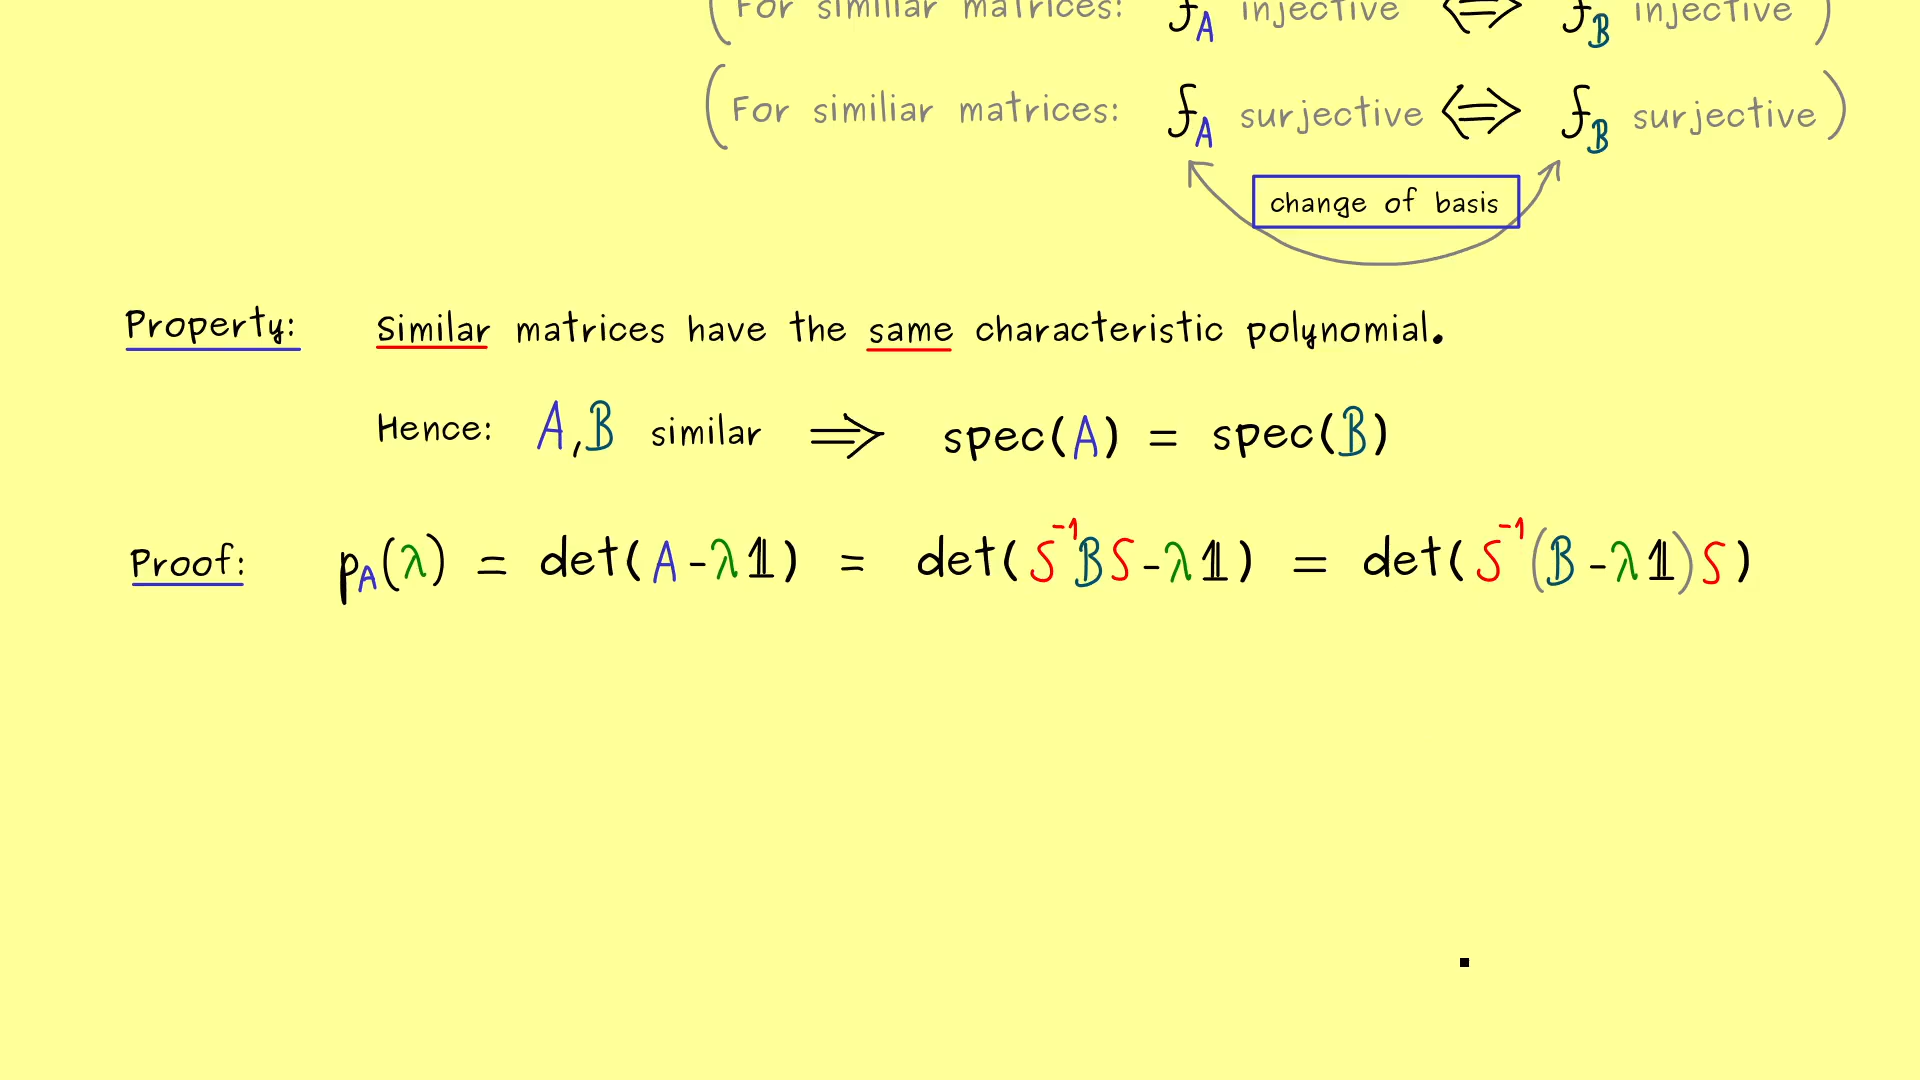 (For similiar matrices: f_A injective ⟺ f_B injective)
(For similiar matrices: f_A surjective ⟺ f_B surjective)
change of basis
Property: Similar matrices have the same characteristic polynomial.
Hence: A,B similar ⟹ spec(A) = spec(B)
Proof: p_A(λ) = det(A-λ𝟙) = det(S⁻¹BS-λ𝟙) = det(S⁻¹(B-λ𝟙)S)